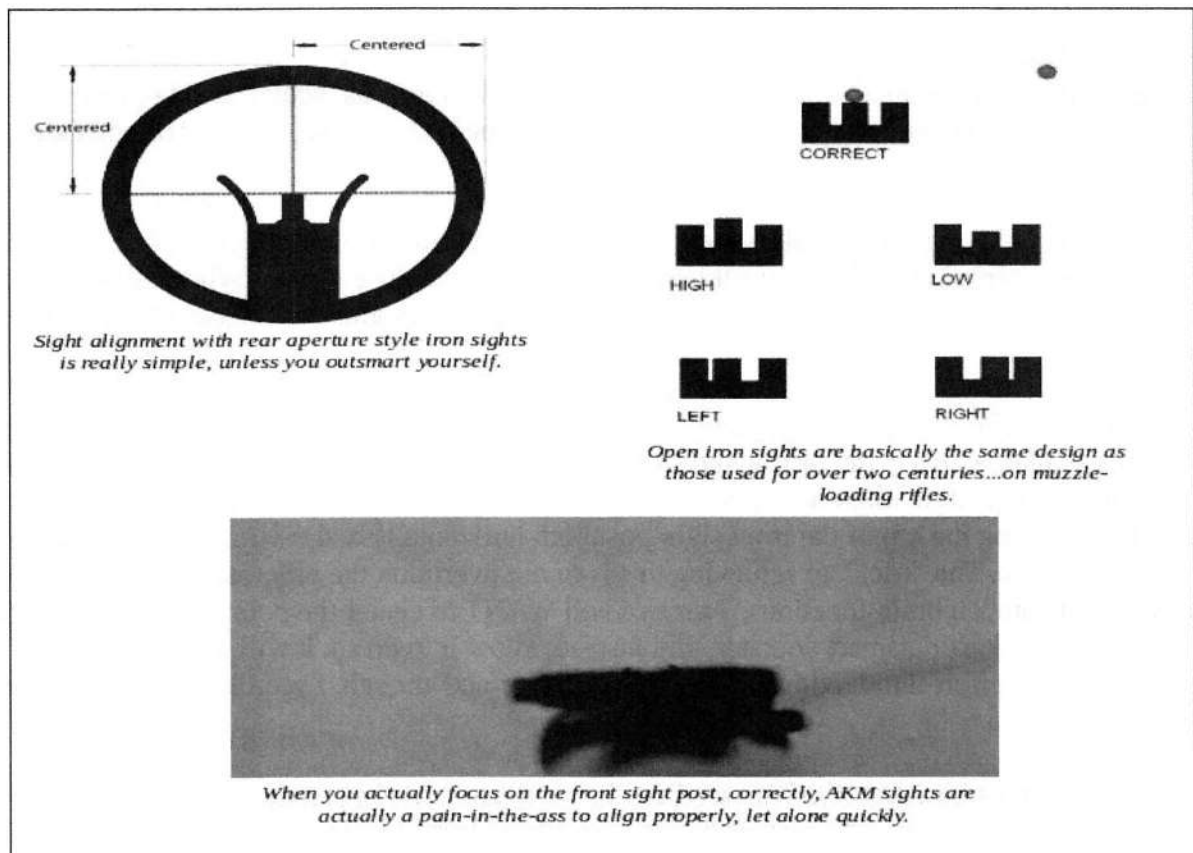 Centered
Centered
Sight alignment with rear aperture style iron sights
is really simple, unless you outsmart yourself.
CORRECT
HIGH
LOW
LEFT
RIGHT
Open iron sights are basically the same design as
those used for over two centuries...on muzzle-
loading rifles.
When you actually focus on the front sight post, correctly, AKM sights are
actually a pain-in-the-ass to align properly, let alone quickly.